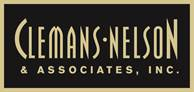 CLEMANS·NELSON
& ASSOCIATES, INC.